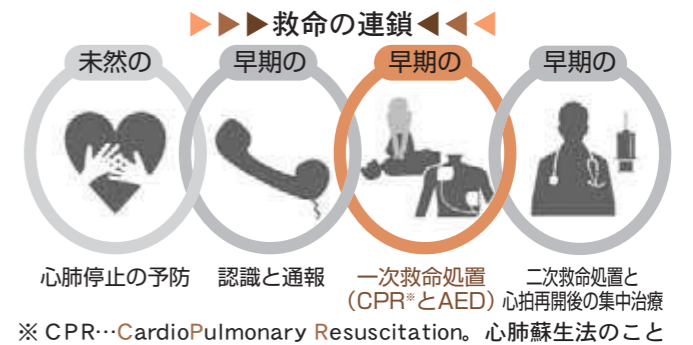 ▶▶▶救命の連鎖◀◀◀
未然の 早期の 早期の 早期の
心肺停止の予防 認識と通報 一次救命処置 二次救命処置と
（CPR※とAED） 心拍再開後の集中治療
※CPR…CardioPulmonary Resuscitation。心肺蘇生法のこと